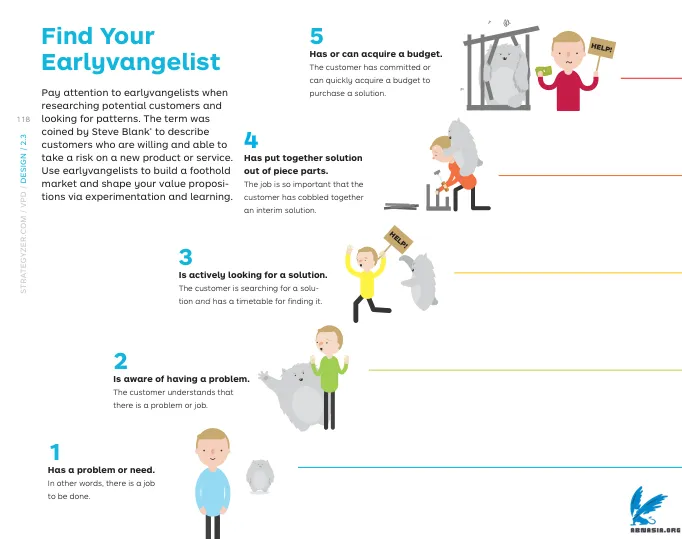 Find Your
Earlyvangelist
Pay attention to earlyvangelists when
researching potential customers and
looking for patterns. The term was
coined by Steve Blank* to describe
customers who are willing and able to
take a risk on a new product or service.
Use earlyvangelists to build a foothold
market and shape your value proposi-
tions via experimentation and learning.
118
STRATEGYZER.COM / VPD / DESIGN / 2.3
5
Has or can acquire a budget.
The customer has committed or
can quickly acquire a budget to
purchase a solution.
HELP!
4
Has put together solution
out of piece parts.
The job is so important that the
customer has cobbled together
an interim solution.
3
Is actively looking for a solution.
The customer is searching for a solu-
tion and has a timetable for finding it.
HELP!
2
Is aware of having a problem.
The customer understands that
there is a problem or job.
1
Has a problem or need.
In other words, there is a job
to be done.
ABNASIA.ORG